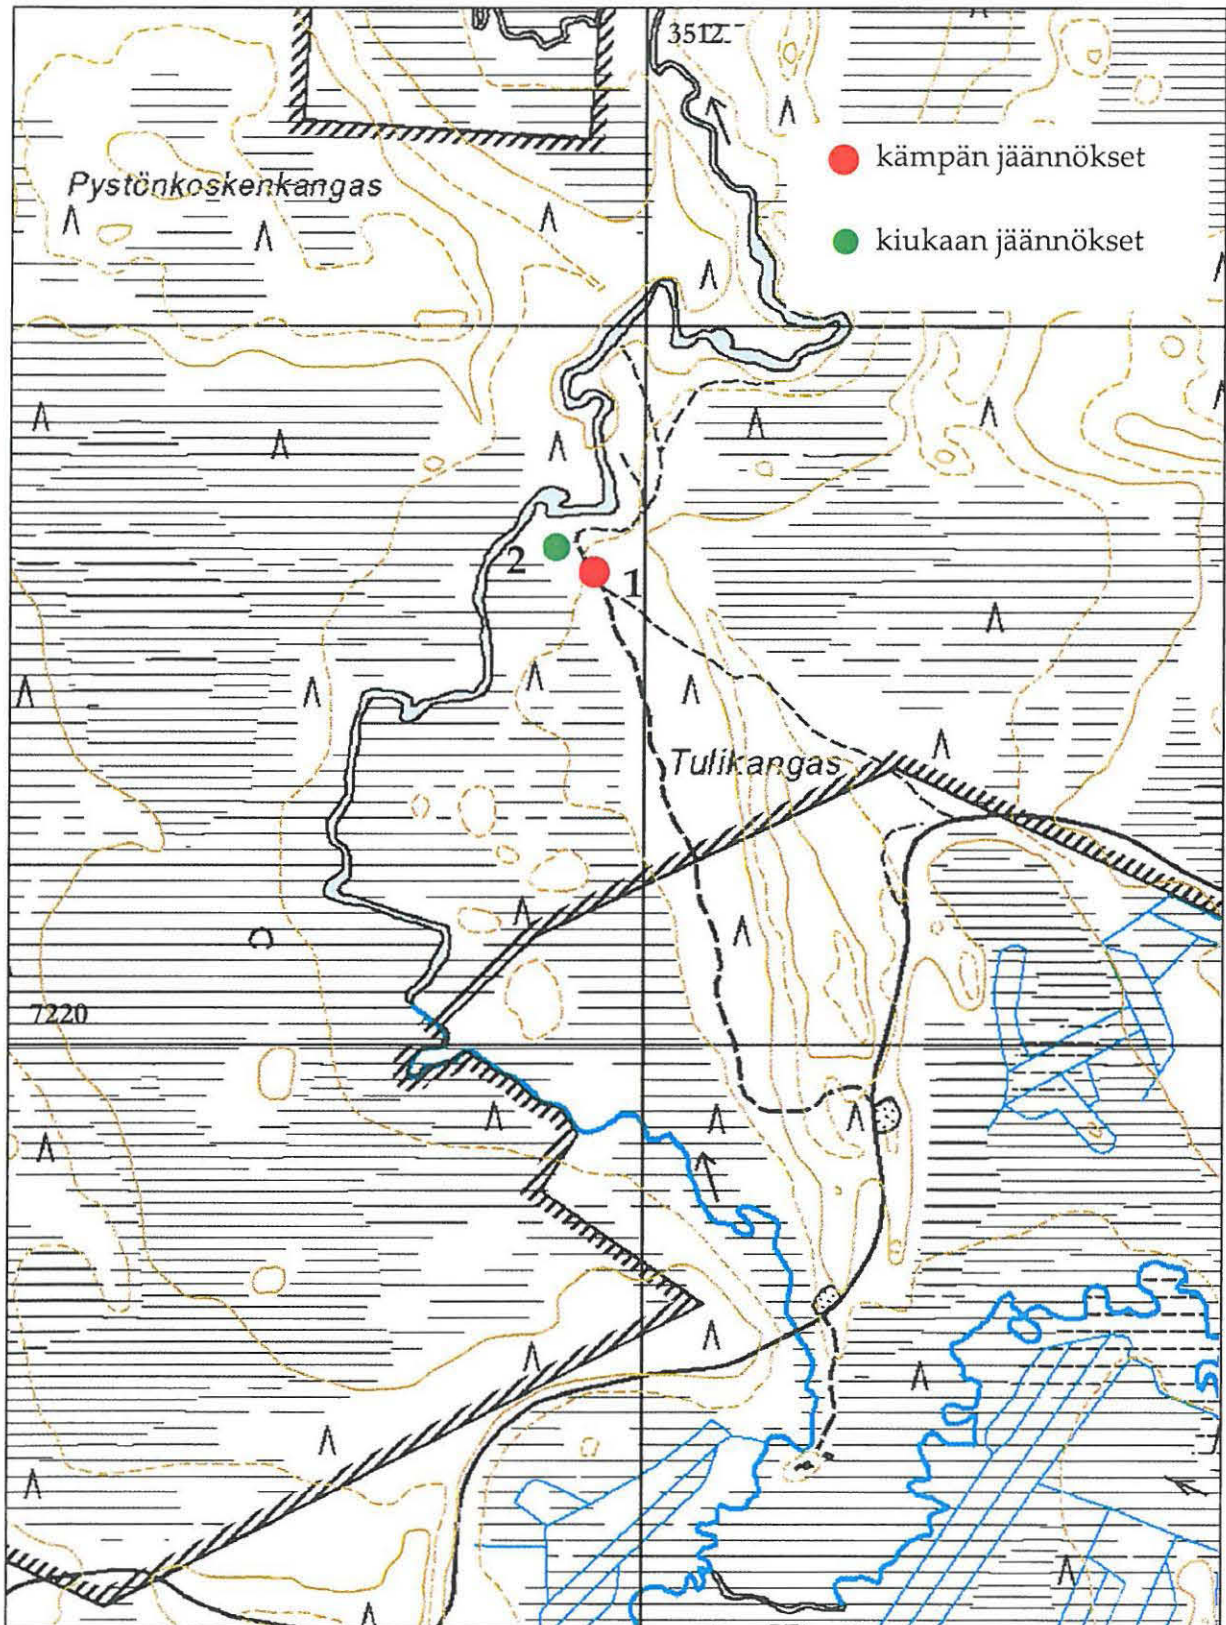 3512
kämpän jäännökset
Pystönkoskenkangas
kiukaan jäännökset
2
1
Tulikangas
7220